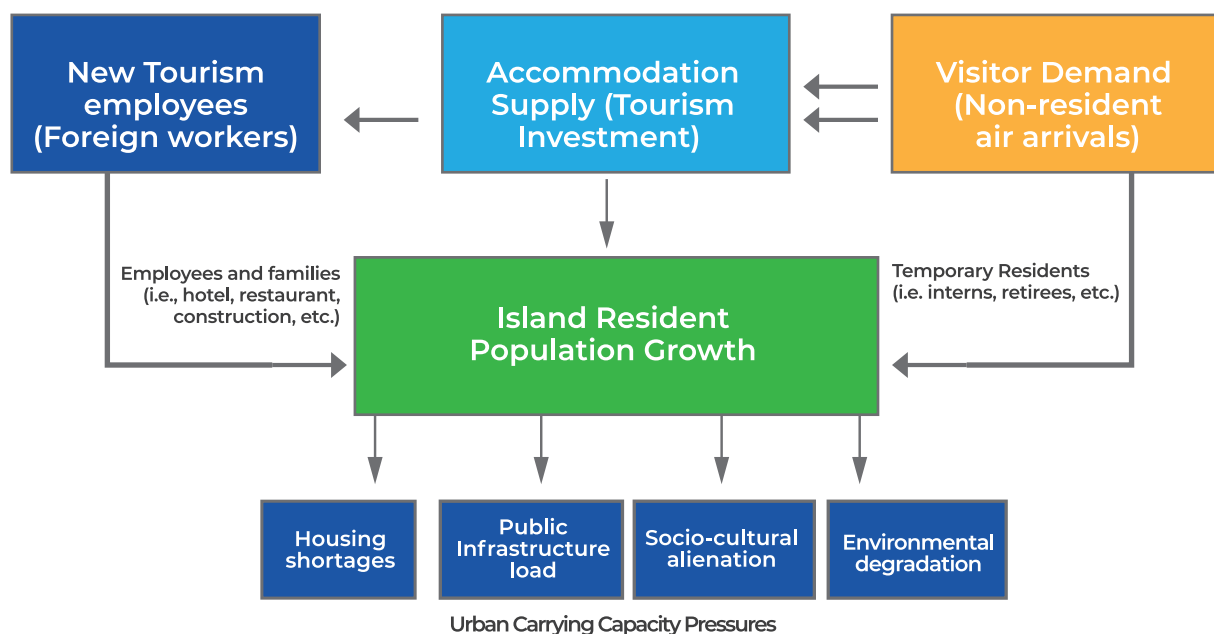 New Tourism
employees
(Foreign workers)
Accommodation
Supply (Tourism
Investment)
Visitor Demand
(Non-resident
air arrivals)
Employees and families
(i.e., hotel, restaurant,
construction, etc.)
Temporary Residents
(i.e. interns, retirees, etc.)
Island Resident
Population Growth
Housing
shortages
Public
Infrastructure
load
Socio-cultural
alienation
Environmental
degradation
Urban Carrying Capacity Pressures